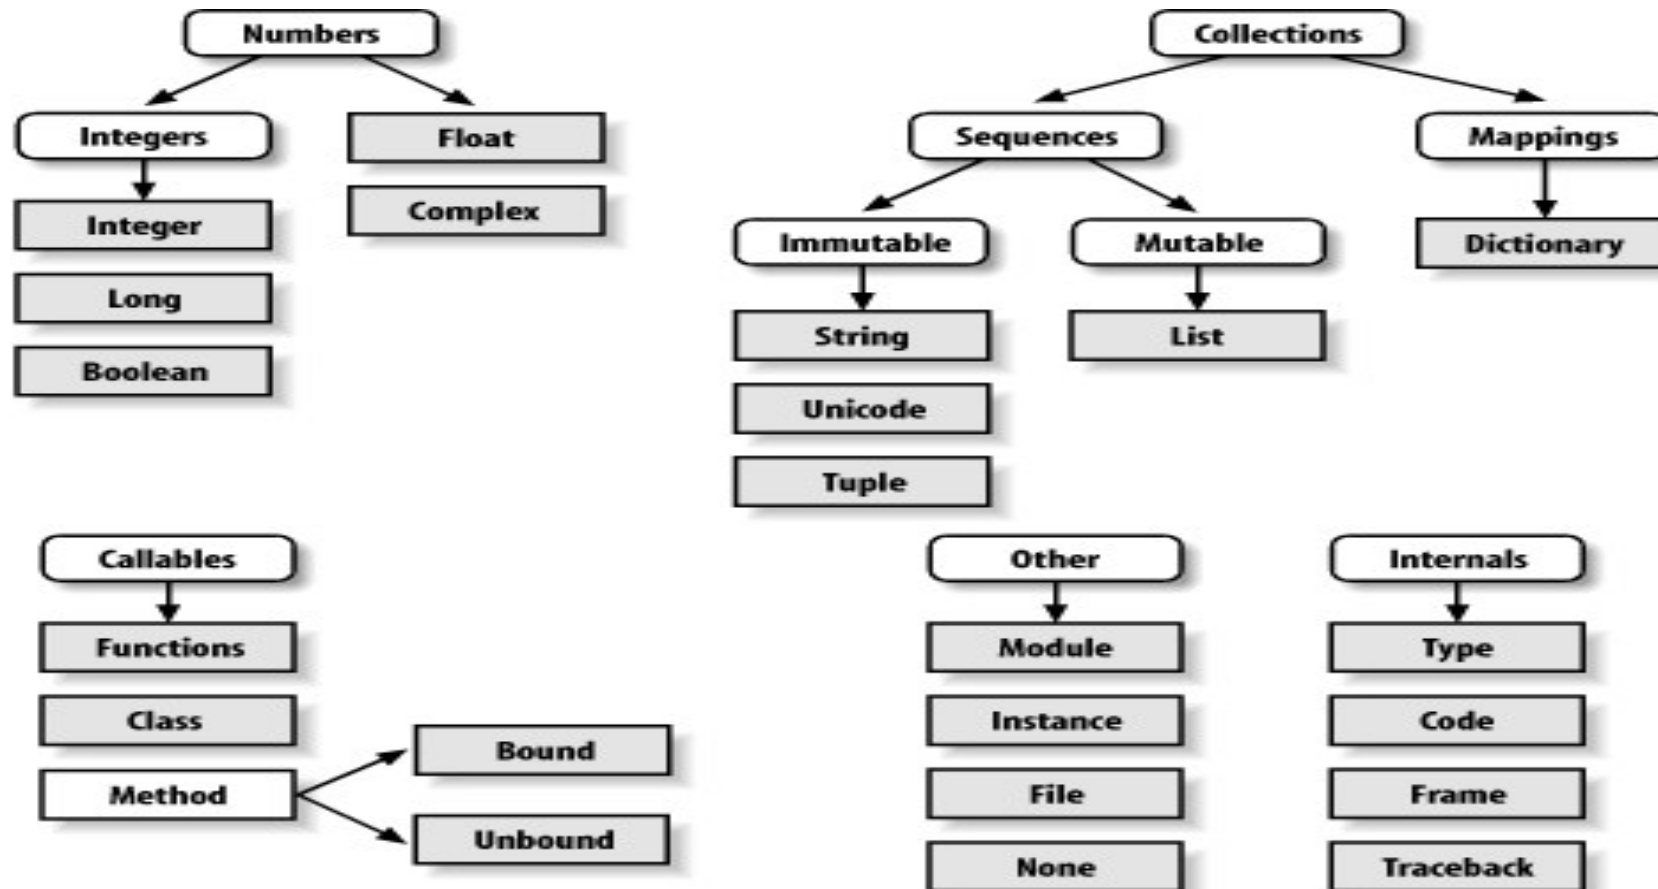 Numbers
Integers
Float
Integer
Complex
Long
Boolean
Collections
Sequences
Mappings
Immutable
Mutable
Dictionary
String
List
Unicode
Tuple
Callables
Functions
Class
Method
Bound
Unbound
Other
Module
Instance
File
None
Internals
Type
Code
Frame
Traceback